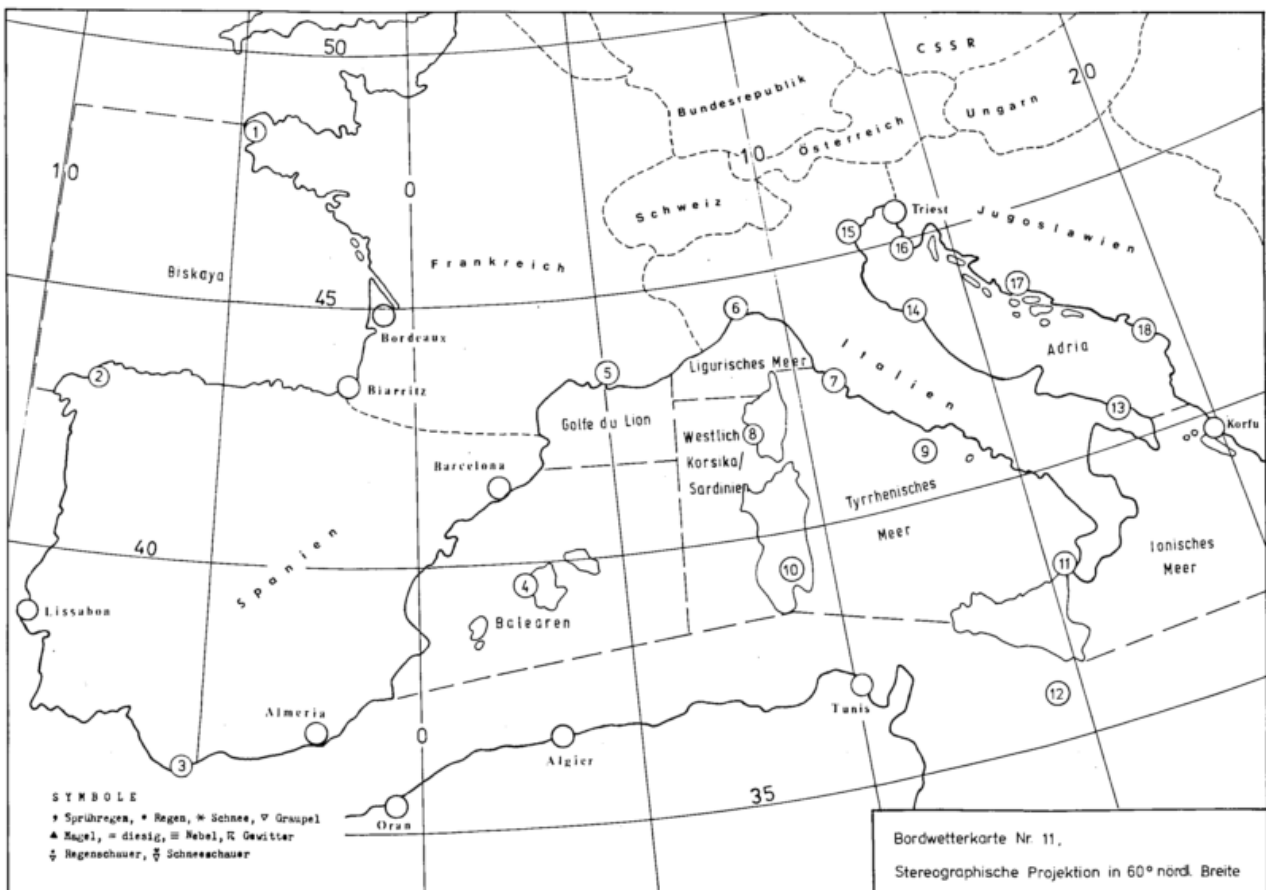 50
CSSR
20
Bundesrepublik
Ungarn
Österreich
1
10
10
0
Schweiz
Triest
Jugoslawien
15
16
Biskaya
Frankreich
17
45
6
14
18
Bordeaux
Adria
Italien
Ligurisches Meer
2
5
7
Biarritz
13
Golfe du Lion
8
Westlich
Korsika/
Sardinien
9
Korfu
Barcelona
Tyrrhenisches
Meer
40
Spanien
Ionisches
Meer
4
10
11
Lissabon
Balearen
Almeria
0
Tunis
12
3
Algier
35
Oran
SYMBOLE
Sprühregen, Regen, Schnee, Graupel
Hagel, = diesig, ≡ Nebel, Gewitter
Regenschauer, Schneeschauer
Bordwetterkarte Nr. 11,
Stereographische Projektion in 60° nördl. Breite